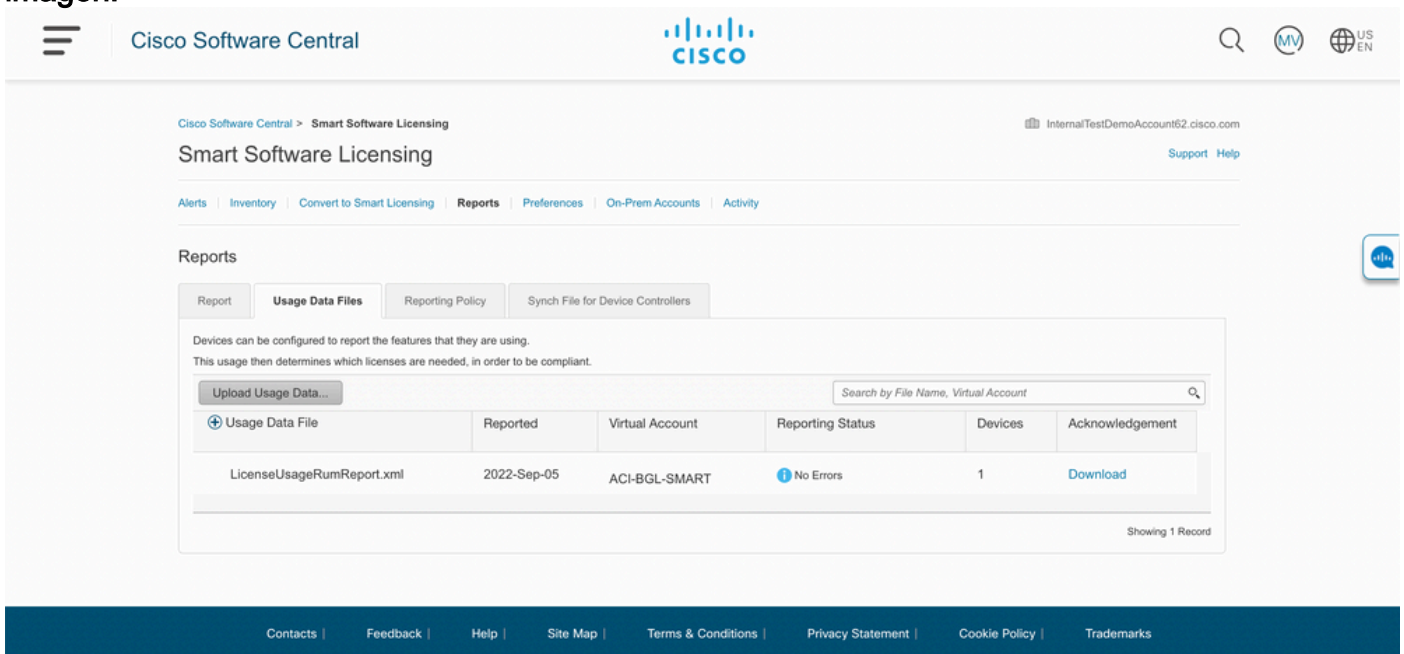 imagen.
Cisco Software Central
CISCO
MV
US
EN
Cisco Software Central > Smart Software Licensing
InternalTestDemoAccount62.cisco.com
Smart Software Licensing
Support Help
Alerts | Inventory | Convert to Smart Licensing | Reports | Preferences | On-Prem Accounts | Activity
Reports
Report Usage Data Files Reporting Policy Synch File for Device Controllers
Devices can be configured to report the features that they are using.
This usage then determines which licenses are needed, in order to be compliant.
Upload Usage Data... Search by File Name, Virtual Account
Usage Data File Reported Virtual Account Reporting Status Devices Acknowledgement
LicenseUsageRumReport.xml 2022-Sep-05 ACI-BGL-SMART No Errors 1 Download
Showing 1 Record
Contacts | Feedback | Help | Site Map | Terms & Conditions | Privacy Statement | Cookie Policy | Trademarks